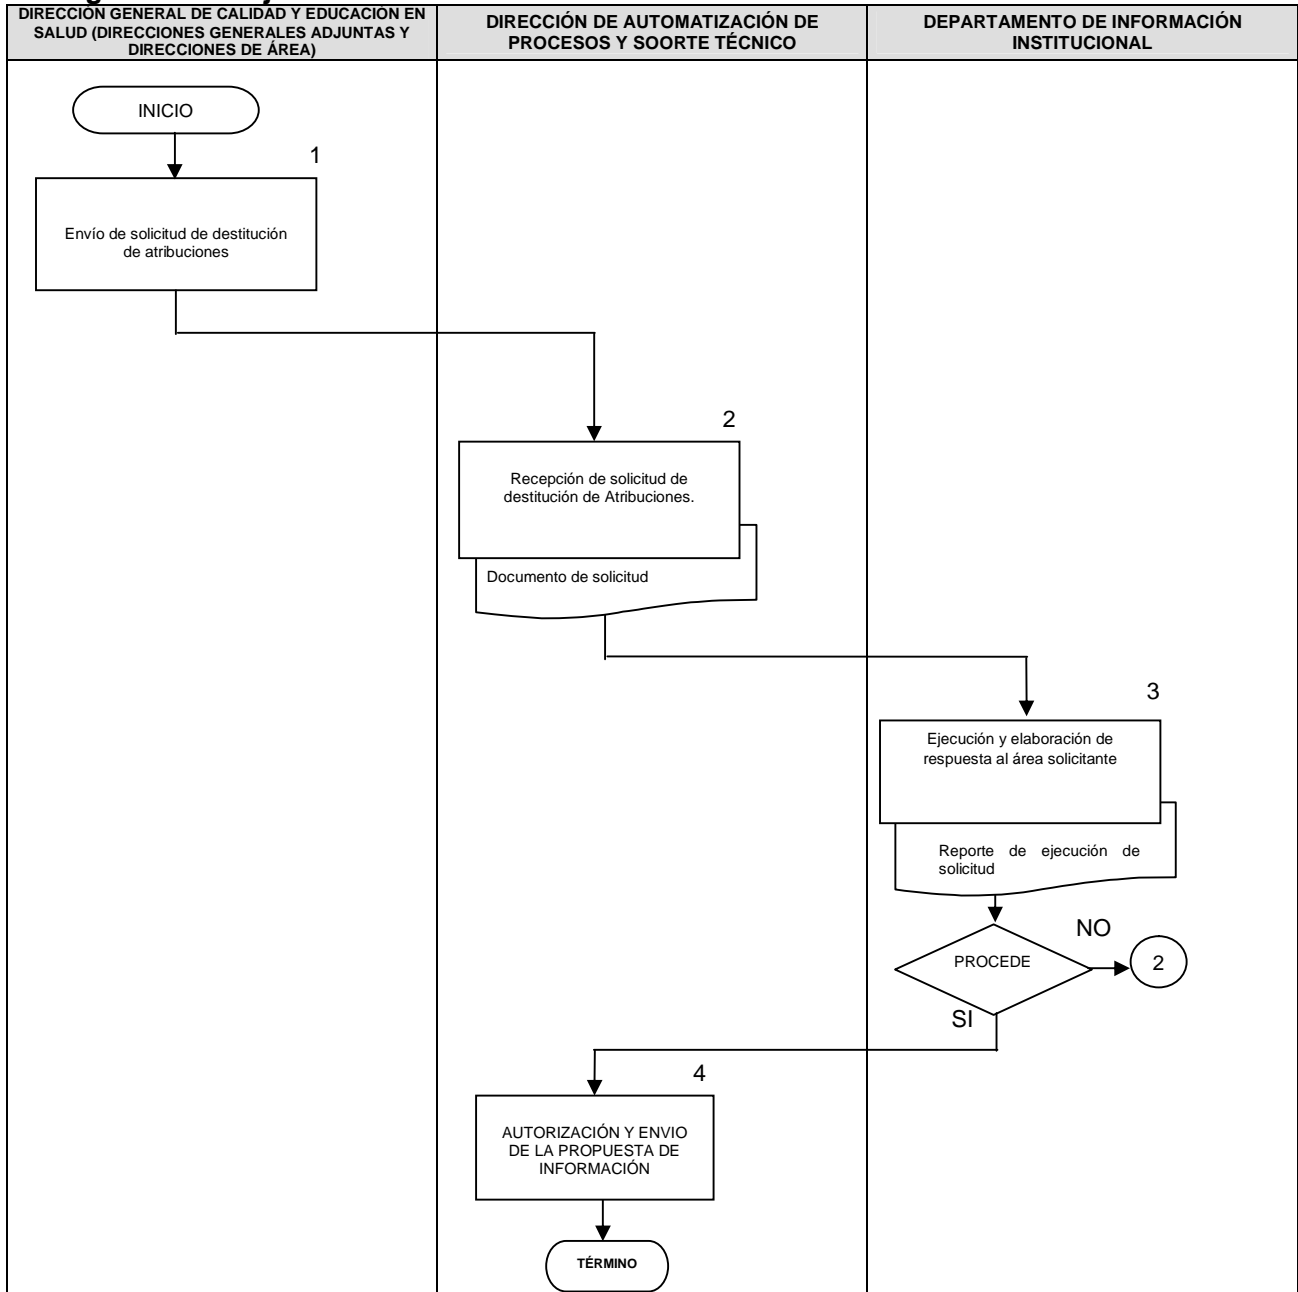 DIRECCIÓN GENERAL DE CALIDAD Y EDUCACIÓN EN
SALUD (DIRECCIONES GENERALES ADJUNTAS Y
DIRECCIONES DE ÁREA)
DIRECCIÓN DE AUTOMATIZACIÓN DE
PROCESOS Y SOORTE TÉCNICO
DEPARTAMENTO DE INFORMACIÓN
INSTITUCIONAL
INICIO
1
Envío de solicitud de destitución
de atribuciones
2
Recepción de solicitud de
destitución de Atribuciones.
Documento de solicitud
3
Ejecución y elaboración de
respuesta al área solicitante
Reporte de ejecución de
solicitud
NO
PROCEDE
2
SI
4
AUTORIZACIÓN Y ENVIO
DE LA PROPUESTA DE
INFORMACIÓN
TÉRMINO